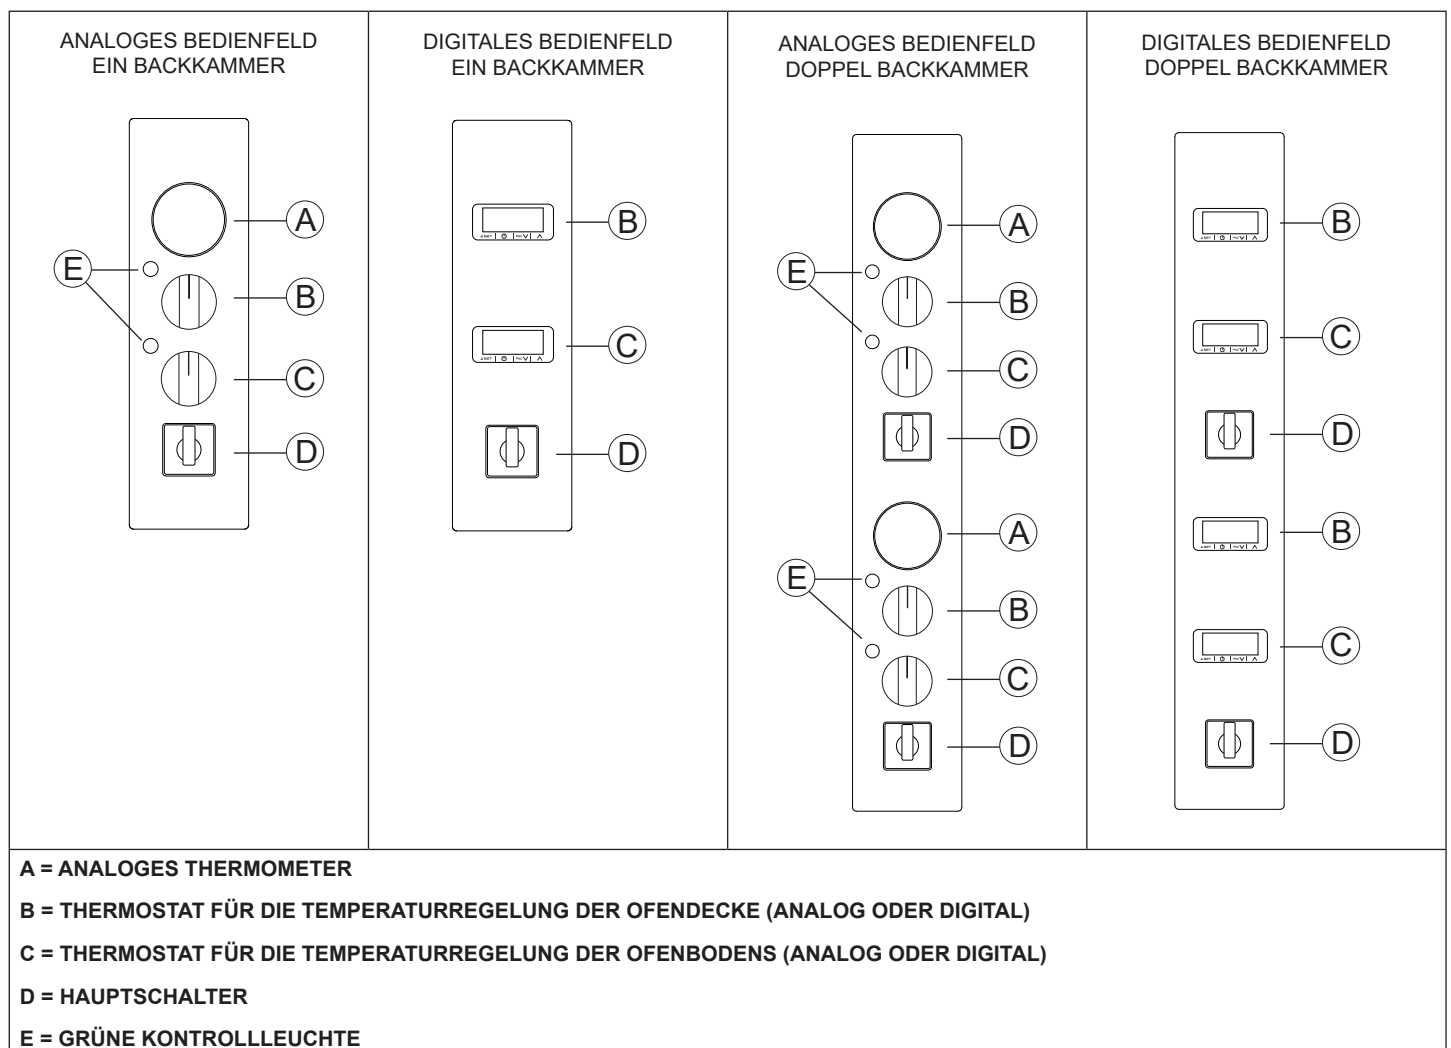 ANALOGES BEDIENFELD
EIN BACKKAMMER
A
E
B
C
D
DIGITALES BEDIENFELD
EIN BACKKAMMER
B
C
D
ANALOGES BEDIENFELD
DOPPEL BACKKAMMER
A
E
B
C
D
A
E
B
C
D
DIGITALES BEDIENFELD
DOPPEL BACKKAMMER
B
C
D
B
C
D
A = ANALOGES THERMOMETER
B = THERMOSTAT FÜR DIE TEMPERATURREGELUNG DER OFENDECKE (ANALOG ODER DIGITAL)
C = THERMOSTAT FÜR DIE TEMPERATURREGELUNG DER OFENBODENS (ANALOG ODER DIGITAL)
D = HAUPTSCHALTER
E = GRÜNE KONTROLLLEUCHTE